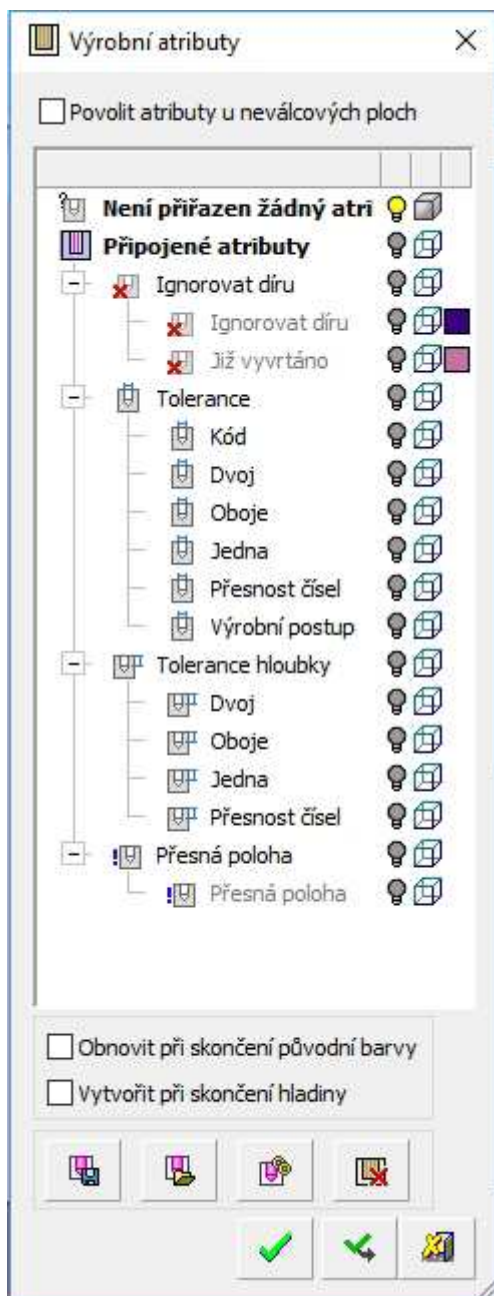 Výrobní atributy
Povolit atributy u neválcových ploch
Není přiřazen žádný atri
Připojené atributy
Ignorovat díru
Ignorovat díru
Již vyvrtáno
Tolerance
Kód
Dvoj
Oboje
Jedna
Přesnost čísel
Výrobní postup
Tolerance hloubky
Dvoj
Oboje
Jedna
Přesnost čísel
Přesná poloha
Přesná poloha
Obnovit při skončení původní barvy
Vytvořit při skončení hladiny